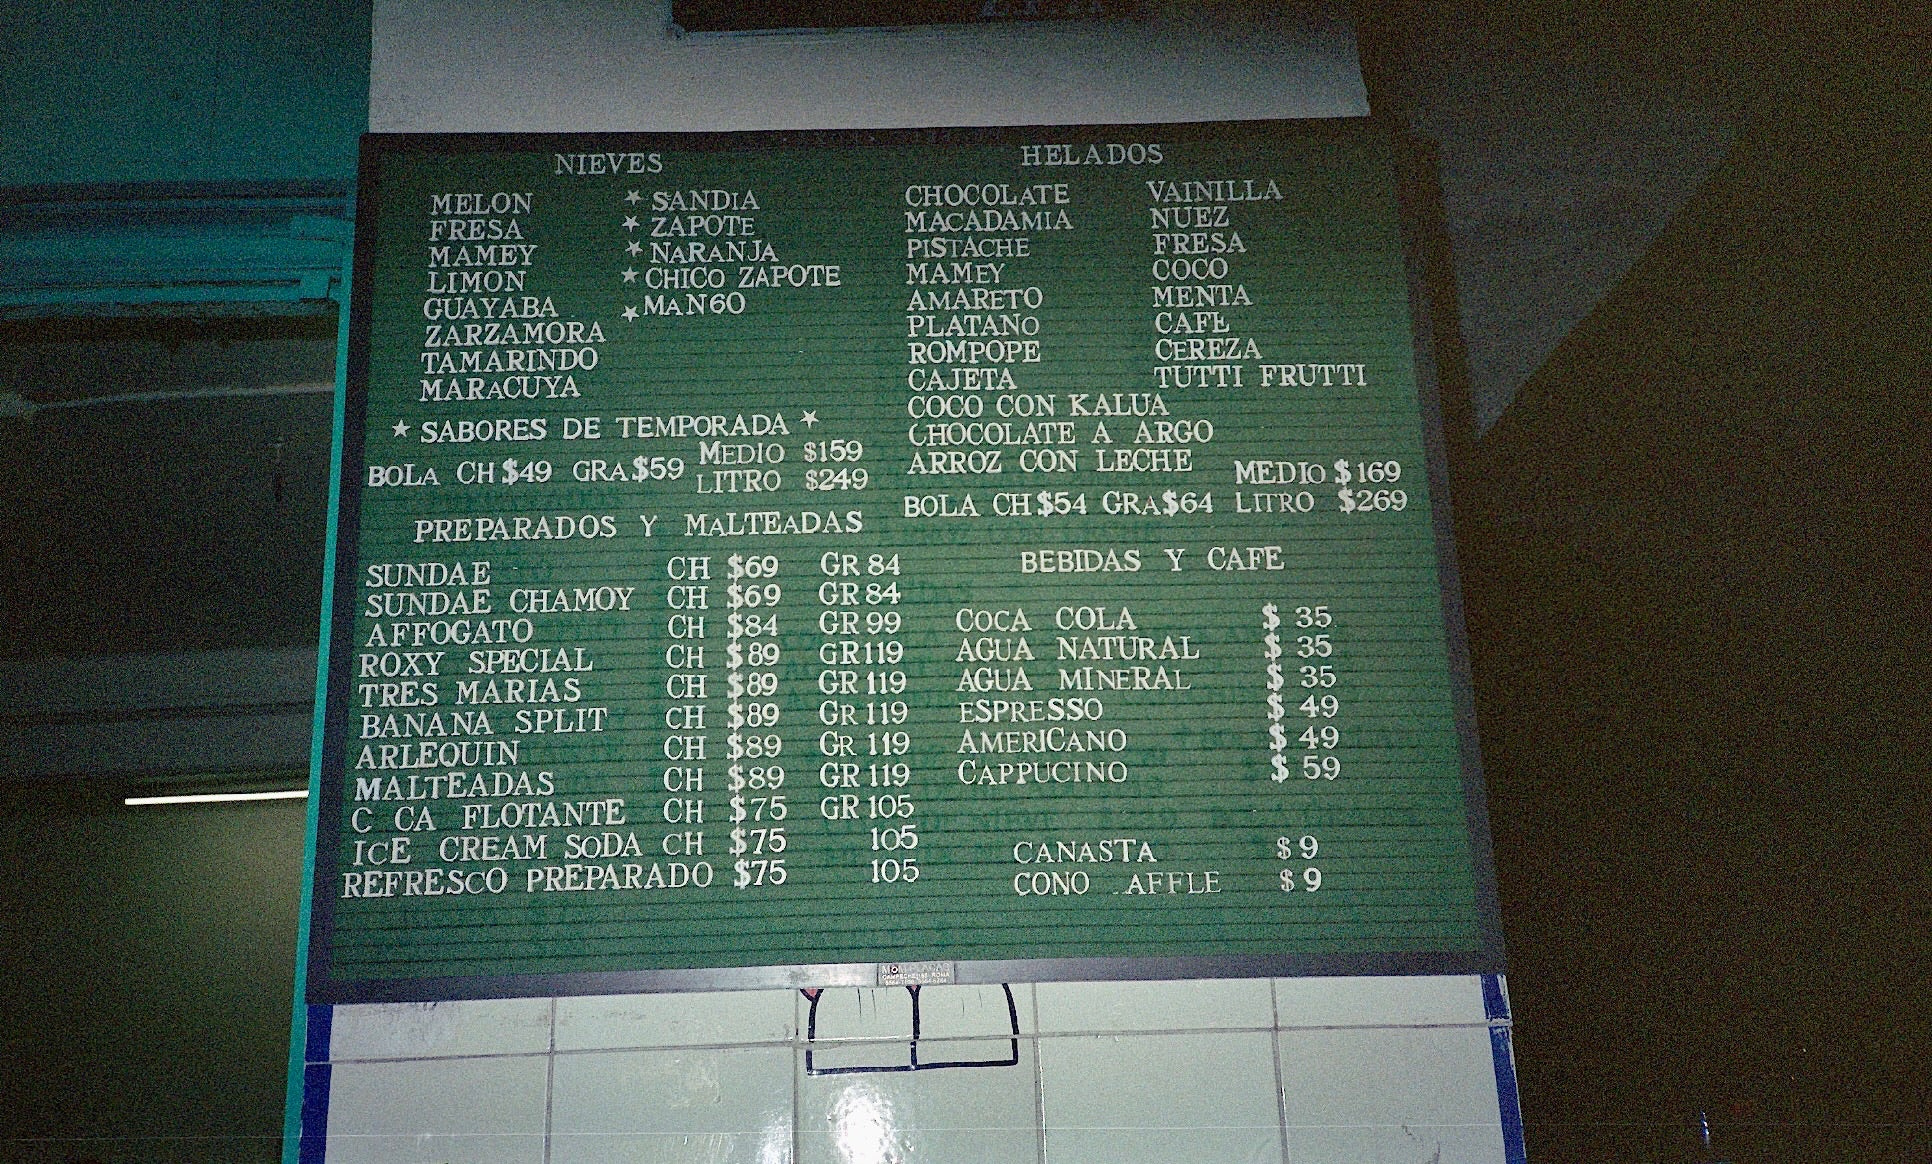 NIEVES
MELON ★ SANDIA
FRESA ★ ZAPOTE
MAMEY ★ NARANJA
LIMON ★ CHICO ZAPOTE
GUAYABA ★ MAN60
ZARZAMORA
TAMARINDO
MARACUYA
★ SABORES DE TEMPORADA ★
MEDIO $159
BOLA CH $49 GRA $59
LITRO $249
HELADOS
CHOCOLATE VAINILLA
MACADAMIA NUEZ
PISTACHE FRESA
MAMEY COCO
AMARETO MENTA
PLATANO CAFE
ROMPOPE CEREZA
CAJETA TUTTI FRUTTI
COCO CON KALUA
CHOCOLATE A ARGO
ARROZ CON LECHE MEDIO $169
BOLA CH $54 GRA $64 LITRO $269
PREPARADOS Y MALTEADAS
SUNDAE CH $69 GR 84
SUNDAE CHAMOY CH $69 GR 84
AFFOGATO CH $84 GR 99
ROXY SPECIAL CH $89 GR 119
TRES MARIAS CH $89 GR 119
BANANA SPLIT CH $89 GR 119
ARLEQUIN CH $89 GR 119
MALTEADAS CH $89 GR 119
C CA FLOTANTE CH $75 GR 105
ICE CREAM SODA CH $75 105
REFRESCO PREPARADO $75 105
BEBIDAS Y CAFE
COCA COLA $ 35
AGUA NATURAL $ 35
AGUA MINERAL $ 35
ESPRESSO $ 49
AMERICANO $ 49
CAPPUCINO $ 59
CANASTA $ 9
CONO AFFLE $ 9